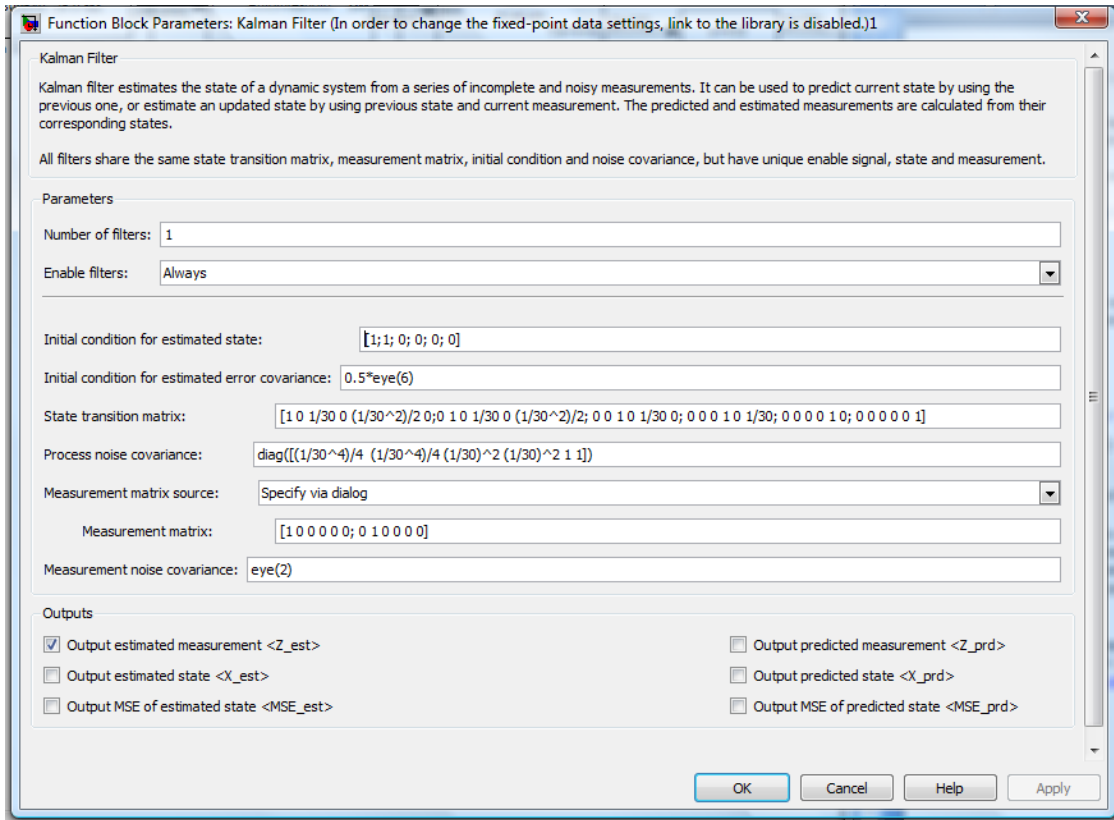 Function Block Parameters: Kalman Filter (In order to change the fixed-point data settings, link to the library is disabled.)1
Kalman Filter
Kalman filter estimates the state of a dynamic system from a series of incomplete and noisy measurements. It can be used to predict current state by using the
previous one, or estimate an updated state by using previous state and current measurement. The predicted and estimated measurements are calculated from their
corresponding states.
All filters share the same state transition matrix, measurement matrix, initial condition and noise covariance, but have unique enable signal, state and measurement.
Parameters
Number of filters: 1
Enable filters: Always
Initial condition for estimated state: [1;1; 0; 0; 0; 0]
Initial condition for estimated error covariance: 0.5*eye(6)
State transition matrix: [1 0 1/30 0 (1/30^2)/2 0;0 1 0 1/30 0 (1/30^2)/2; 0 0 1 0 1/30 0; 0 0 0 1 0 1/30; 0 0 0 0 1 0; 0 0 0 0 0 1]
Process noise covariance: diag([(1/30^4)/4 (1/30^4)/4 (1/30)^2 (1/30)^2 1 1])
Measurement matrix source: Specify via dialog
Measurement matrix: [1 0 0 0 0 0; 0 1 0 0 0 0]
Measurement noise covariance: eye(2)
Outputs
Output estimated measurement <Z_est> Output predicted measurement <Z_prd>
Output estimated state <X_est> Output predicted state <X_prd>
Output MSE of estimated state <MSE_est> Output MSE of predicted state <MSE_prd>
OK Cancel Help Apply